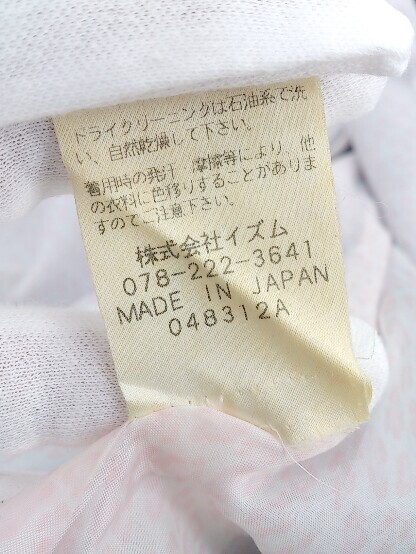 ドライクリーニングは石油系で洗
い、自然乾燥して下さい。
着用時の発汗・摩擦等により、他
の衣料に色移りすることがありま
すのでご注意下さい。
株式会社イズム
078-222-3641
MADE IN JAPAN
048312A